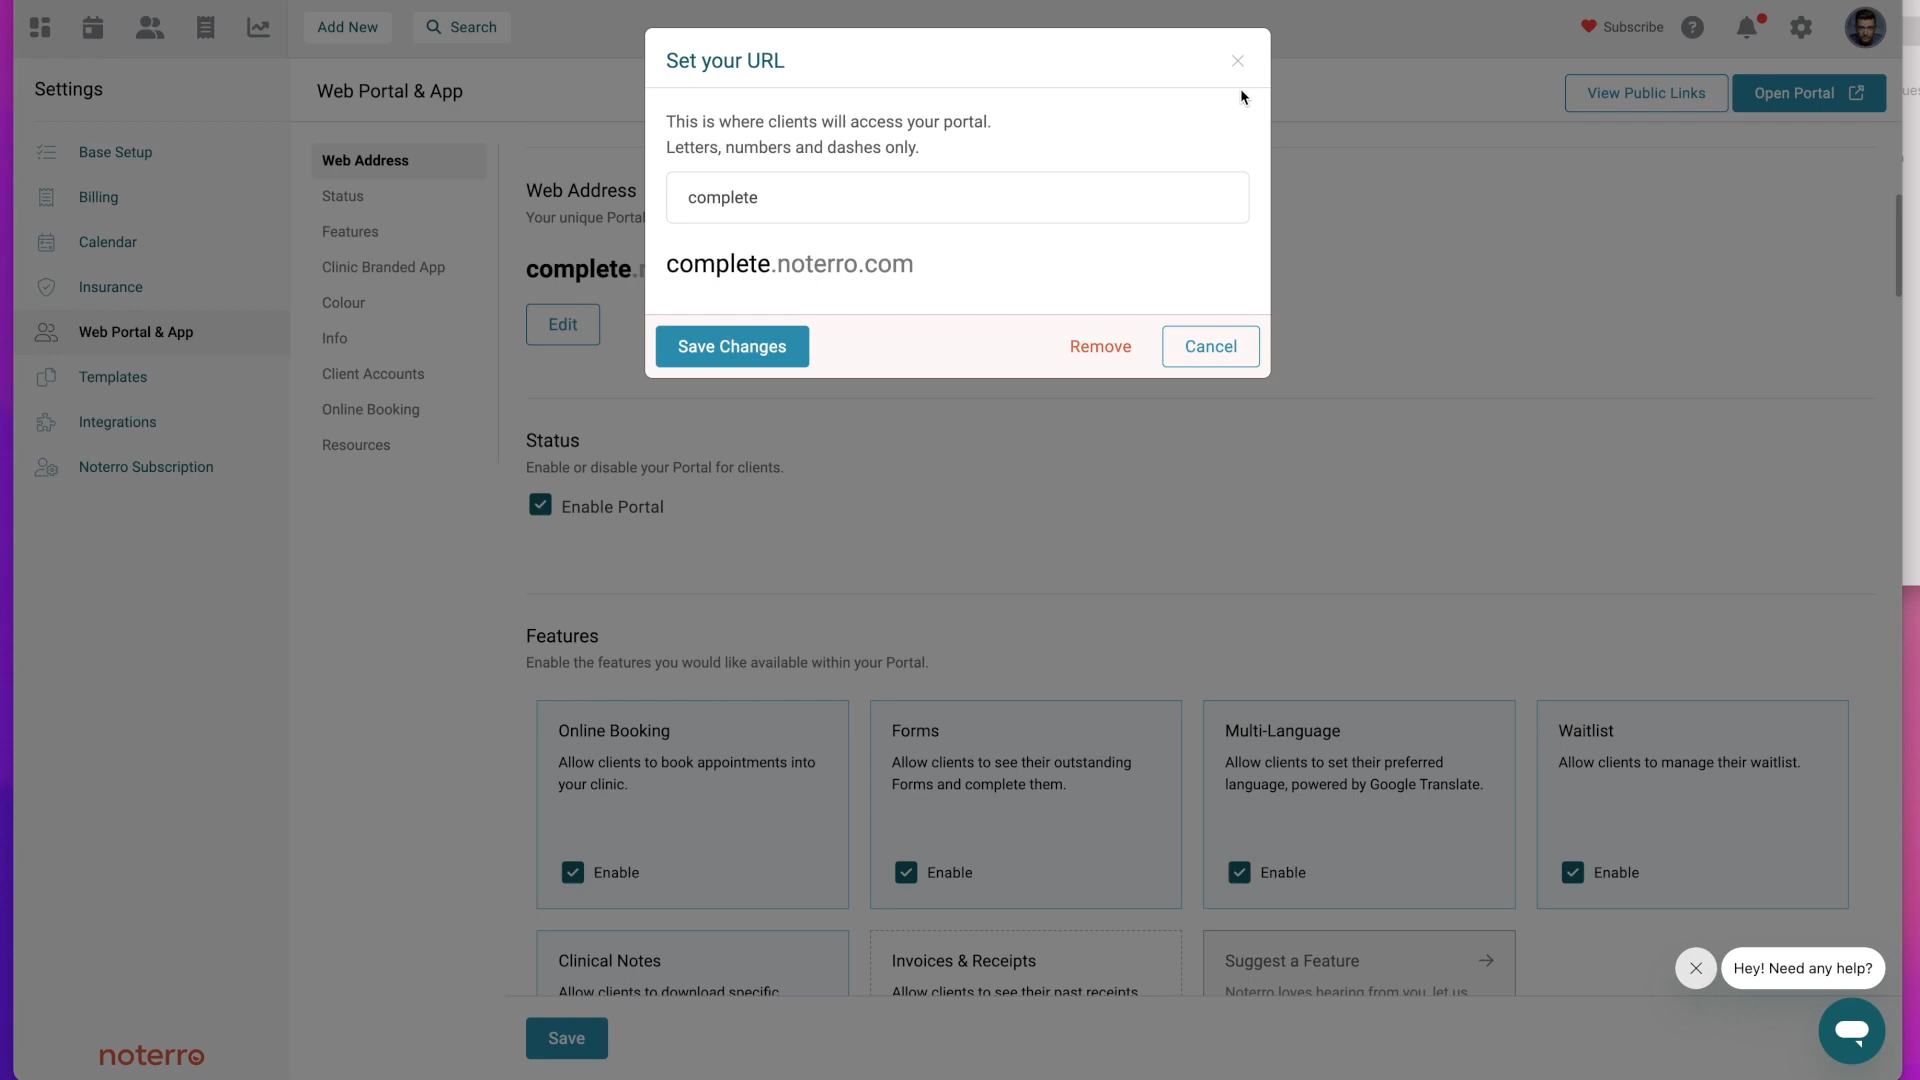 Add New
Search
Subscribe
Settings
Base Setup
Billing
Calendar
Insurance
Web Portal & App
Templates
Integrations
Noterro Subscription
noterro
Web Portal & App
View Public Links
Open Portal
Web Address
Status
Features
Clinic Branded App
Colour
Info
Client Accounts
Online Booking
Resources
Set your URL
This is where clients will access your portal.
Letters, numbers and dashes only.
complete
complete.noterro.com
Save Changes
Remove
Cancel
Web Address
Your unique Portal
complete.
Edit
Status
Enable or disable your Portal for clients.
Enable Portal
Features
Enable the features you would like available within your Portal.
Online Booking
Allow clients to book appointments into
your clinic.
Enable
Forms
Allow clients to see their outstanding
Forms and complete them.
Enable
Multi-Language
Allow clients to set their preferred
language, powered by Google Translate.
Enable
Waitlist
Allow clients to manage their waitlist.
Enable
Clinical Notes
Allow clients to download specific
Invoices & Receipts
Allow clients to see their past receipts
Suggest a Feature
Noterro loves hearing from you, let us
Save
Hey! Need any help?